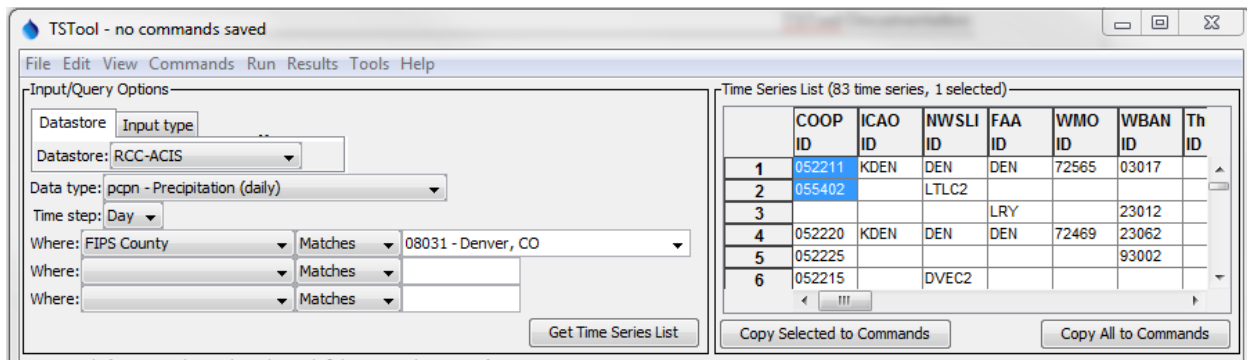 TSTool - no commands saved
File Edit View Commands Run Results Tools Help
Input/Query Options
Datastore Input type
Datastore: RCC-ACIS
Data type: pcpn - Precipitation (daily)
Time step: Day
Where: FIPS County Matches 08031 - Denver, CO
Where: Matches
Where: Matches
Get Time Series List
Time Series List (83 time series, 1 selected)
COOP ICAO NWSLI FAA WMO WBAN Th
ID ID ID ID ID ID ID
1 052211 KDEN DEN DEN 72565 03017
2 055402 LTLC2
3 LRY 23012
4 052220 KDEN DEN DEN 72469 23062
5 052225 93002
6 052215 DVEC2
Copy Selected to Commands Copy All to Commands